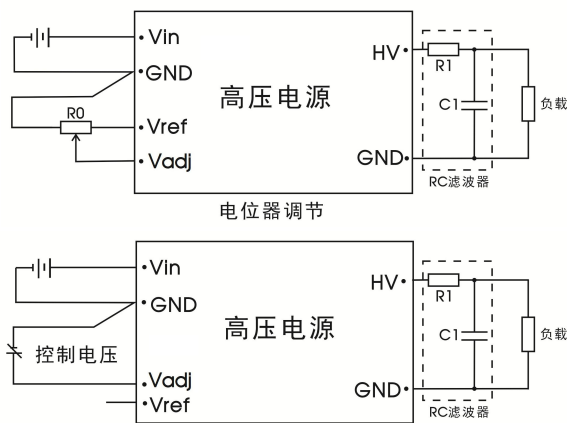 Vin
GND
R0
Vref
Vadj
高压电源
HV
R1
C1
负载
GND
RC滤波器
电位器调节
Vin
GND
控制电压
Vadj
Vref
高压电源
HV
R1
C1
负载
GND
RC滤波器